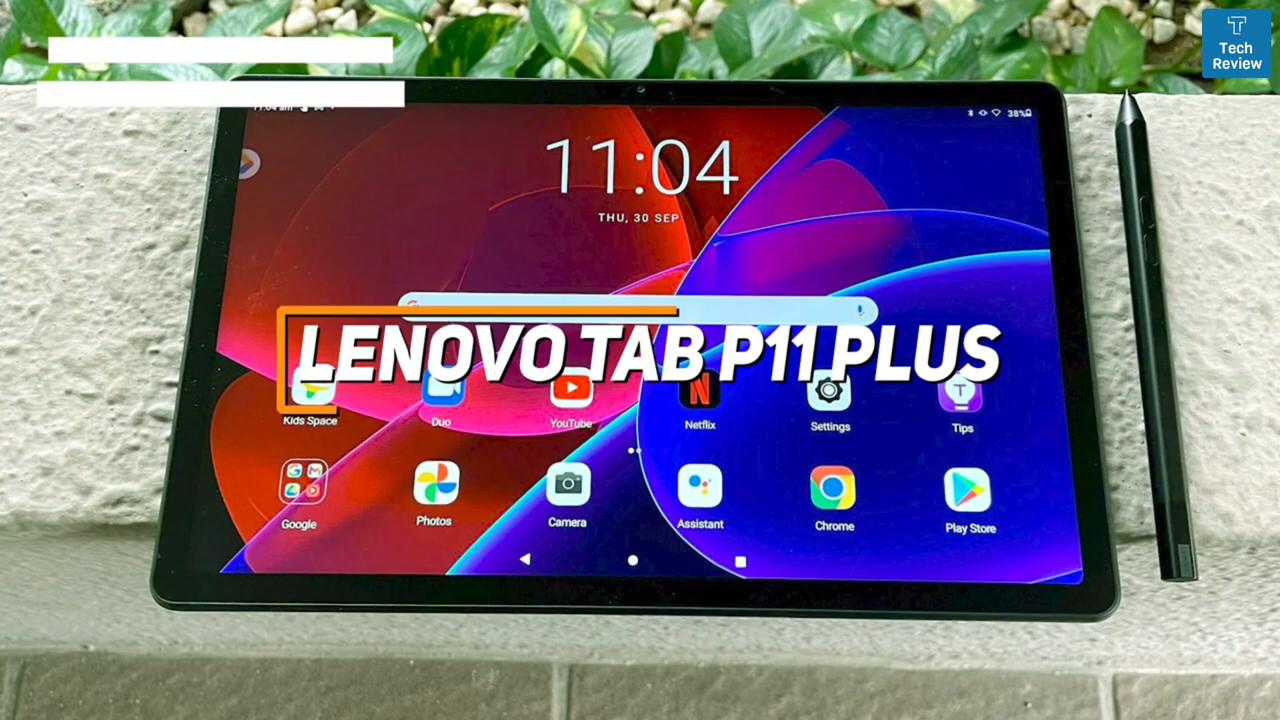 Tech
Review
38%
11:04
THU, 30 SEP
LENOVO TAB P11 PLUS
Kids Space
Duo
YouTube
Netflix
Settings
Tips
Google
Photos
Camera
Assistant
Chrome
Play Store